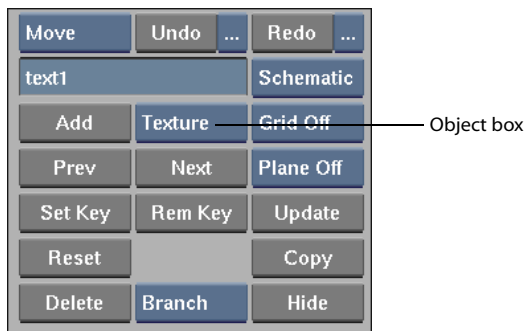 Move Undo ... Redo ...
text1 Schematic
Add Texture Grid Off Object box
Prev Next Plane Off
Set Key Rem Key Update
Reset Copy
Delete Branch Hide